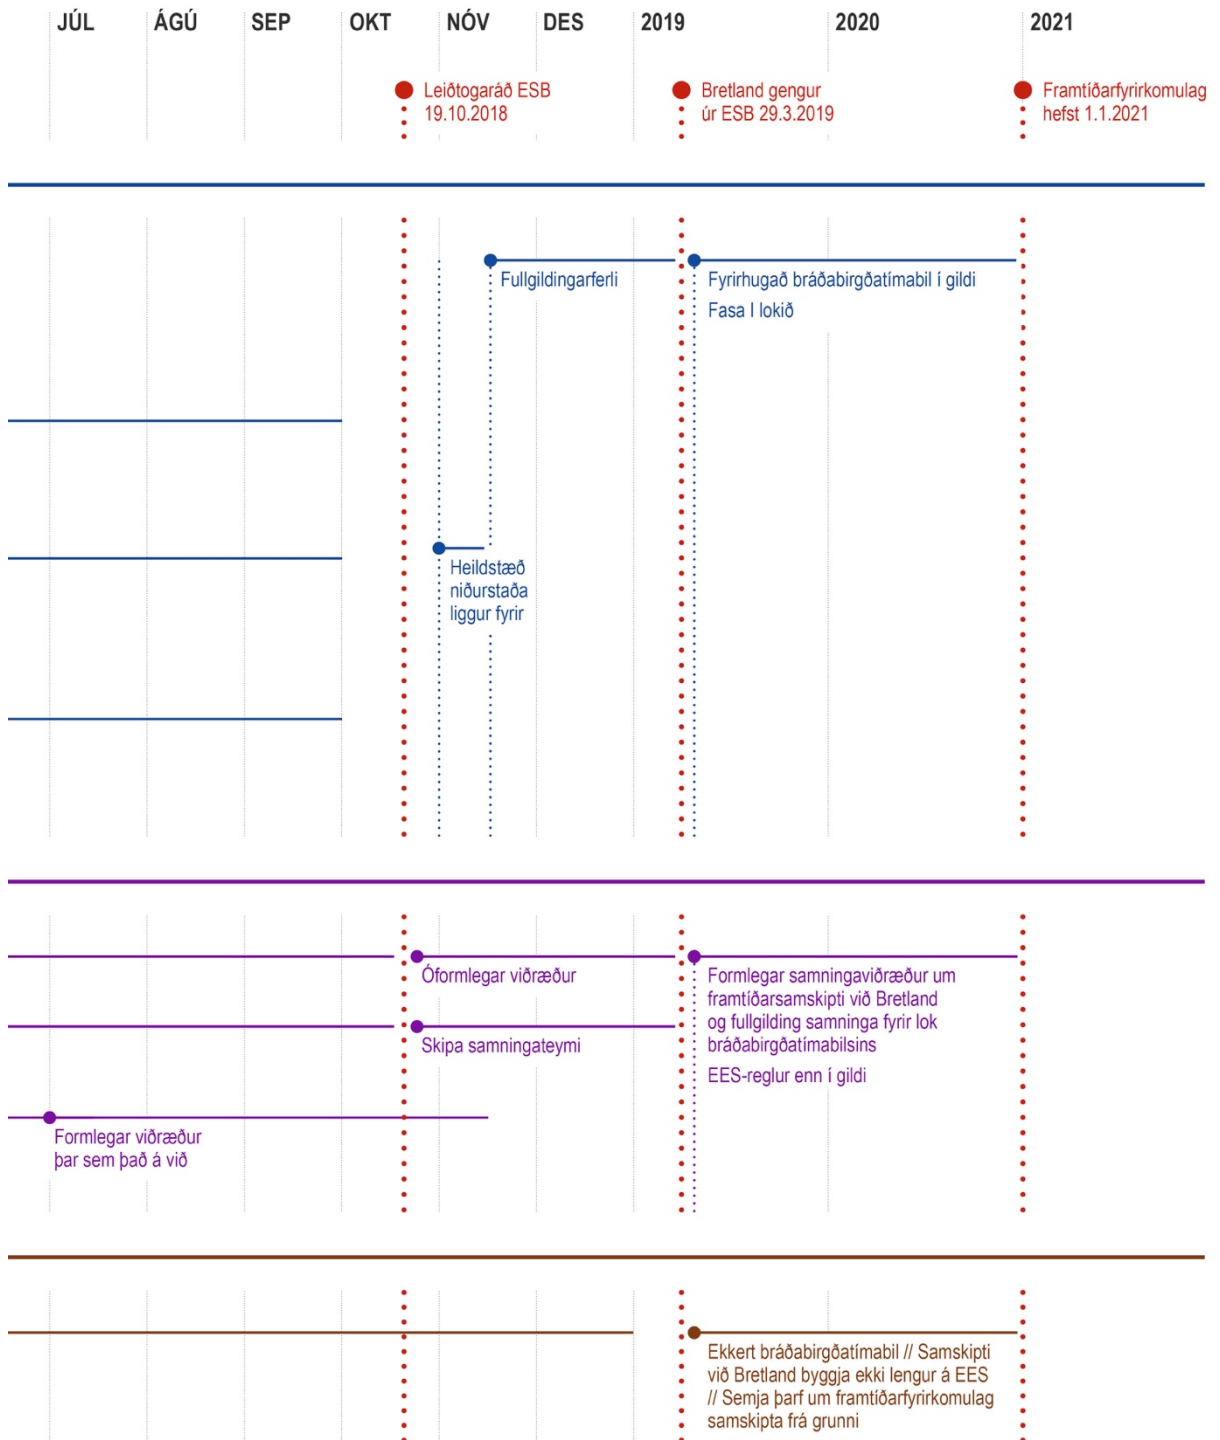 JÚL ÁGÚ SEP OKT NÓV DES 2019 2020 2021
Leiðtogaráð ESB
19.10.2018
Bretland gengur
úr ESB 29.3.2019
Framtíðarfyrirkomulag
hefst 1.1.2021
Fullgildingarferli
Fyrirhugað bráðabirgðatímabil í gildi
Fasa I lokið
Heildstæð
niðurstaða
liggur fyrir
Óformlegar viðræður
Skipa samningateymi
Formlegar samningaviðræður um
framtíðarsamskipti við Bretland
og fullgilding samninga fyrir lok
bráðabirgðatímabilsins
EES-reglur enn í gildi
Formlegar viðræður
þar sem það á við
Ekkert bráðabirgðatímabil // Samskipti
við Bretland byggja ekki lengur á EES
// Semja þarf um framtíðarfyrirkomulag
samskipta frá grunni